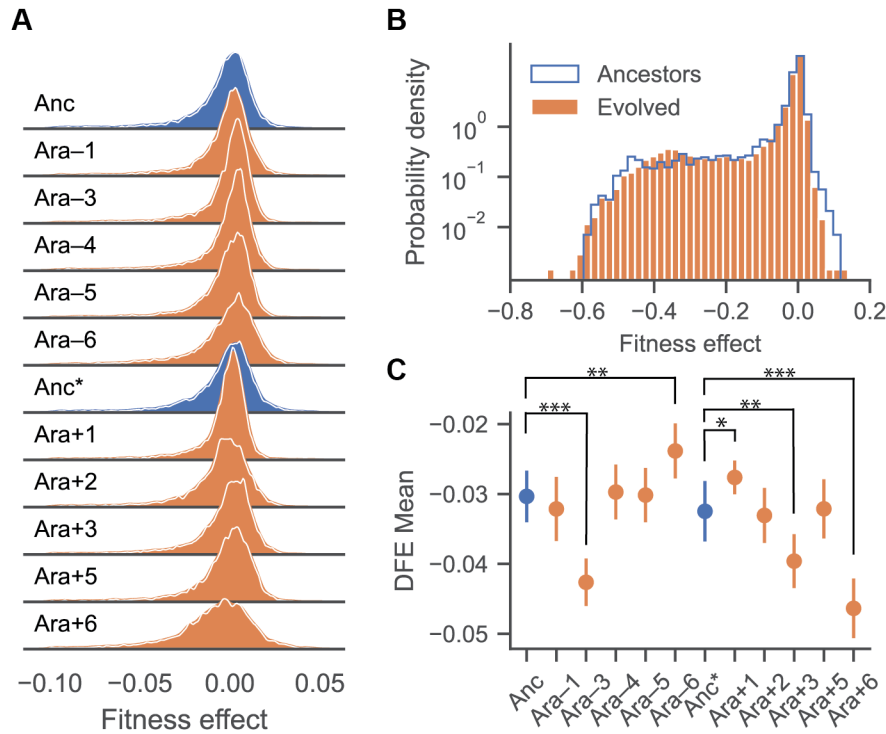 A
Anc
Ara–1
Ara–3
Ara–4
Ara–5
Ara–6
Anc*
Ara+1
Ara+2
Ara+3
Ara+5
Ara+6
−0.10 −0.05 0.00 0.05
Fitness effect
B
Ancestors
Evolved
Probability density
10⁰
10⁻¹
10⁻²
−0.8 −0.6 −0.4 −0.2 0.0 0.2
Fitness effect
C
** ***
*** **
*
DFE Mean
−0.02
−0.03
−0.04
−0.05
Anc Ara–1 Ara–3 Ara–4 Ara–5 Ara–6 Anc* Ara+1 Ara+2 Ara+3 Ara+5 Ara+6